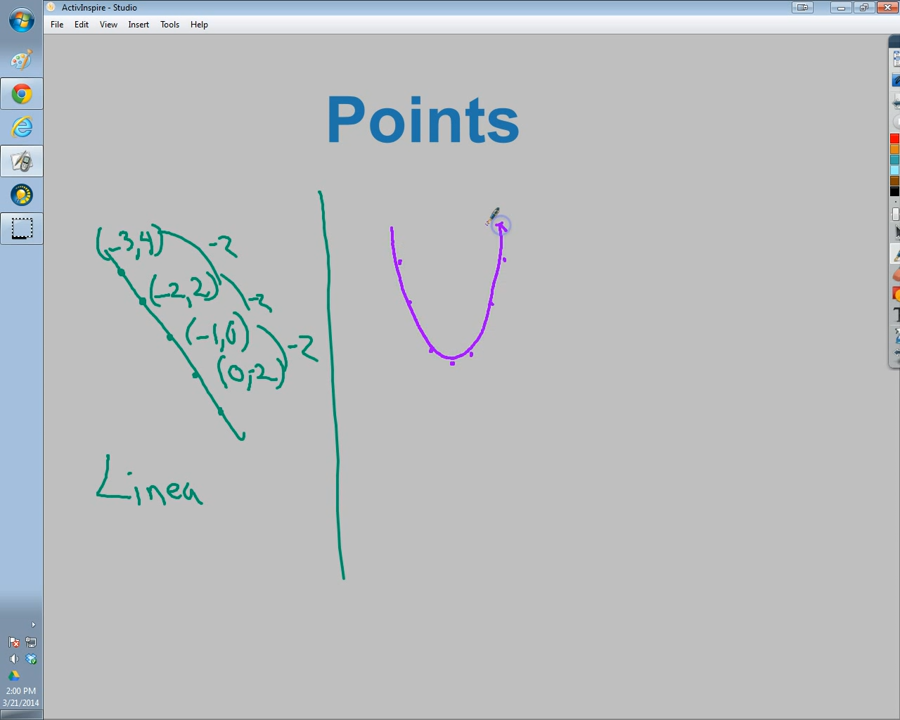 ActivInspire - Studio
File Edit View Insert Tools Help
Points
(-3,4)
-2
(-2,2)
-2
(-1,0)
-2
(0,-2)
Linea
T
2:00 PM
3/21/2014